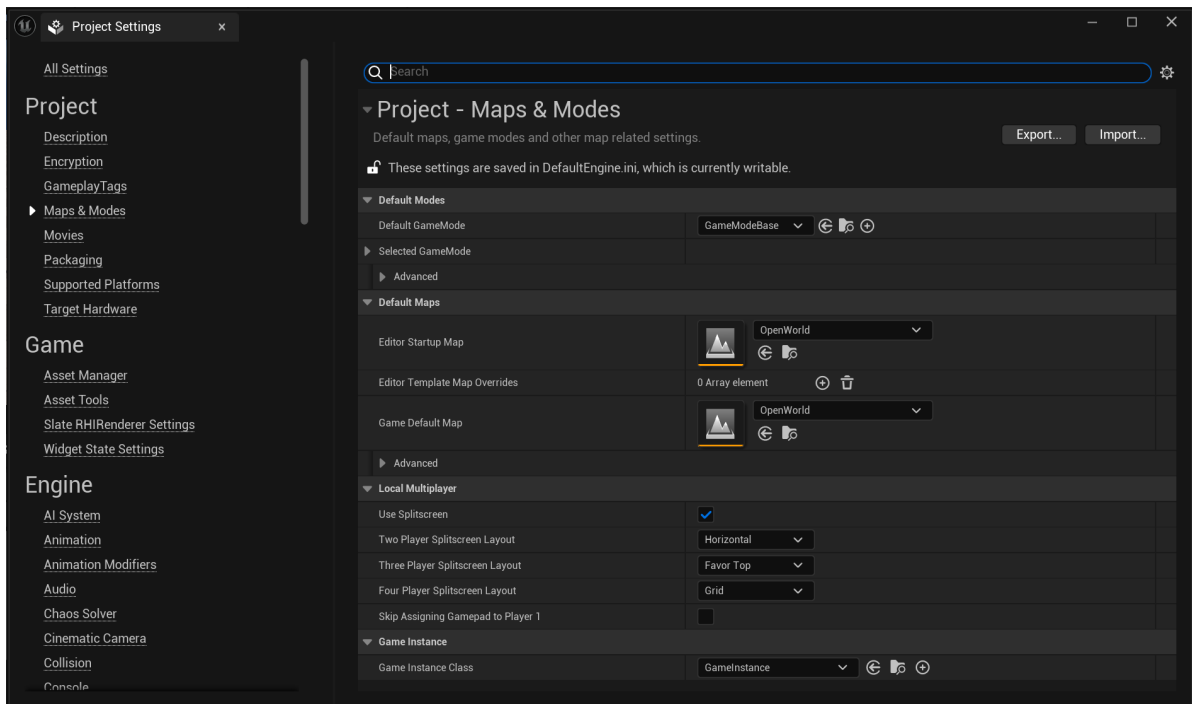 Project Settings
All Settings
Project
Description
Encryption
GameplayTags
Maps & Modes
Movies
Packaging
Supported Platforms
Target Hardware
Game
Asset Manager
Asset Tools
Slate RHIRenderer Settings
Widget State Settings
Engine
AI System
Animation
Animation Modifiers
Audio
Chaos Solver
Cinematic Camera
Collision
Console
Search
Project - Maps & Modes
Default maps, game modes and other map related settings.
Export... Import...
These settings are saved in DefaultEngine.ini, which is currently writable.
Default Modes
Default GameMode GameModeBase
Selected GameMode
Advanced
Default Maps
Editor Startup Map OpenWorld
Editor Template Map Overrides 0 Array element
Game Default Map OpenWorld
Advanced
Local Multiplayer
Use Splitscreen
Two Player Splitscreen Layout Horizontal
Three Player Splitscreen Layout Favor Top
Four Player Splitscreen Layout Grid
Skip Assigning Gamepad to Player 1
Game Instance
Game Instance Class GameInstance